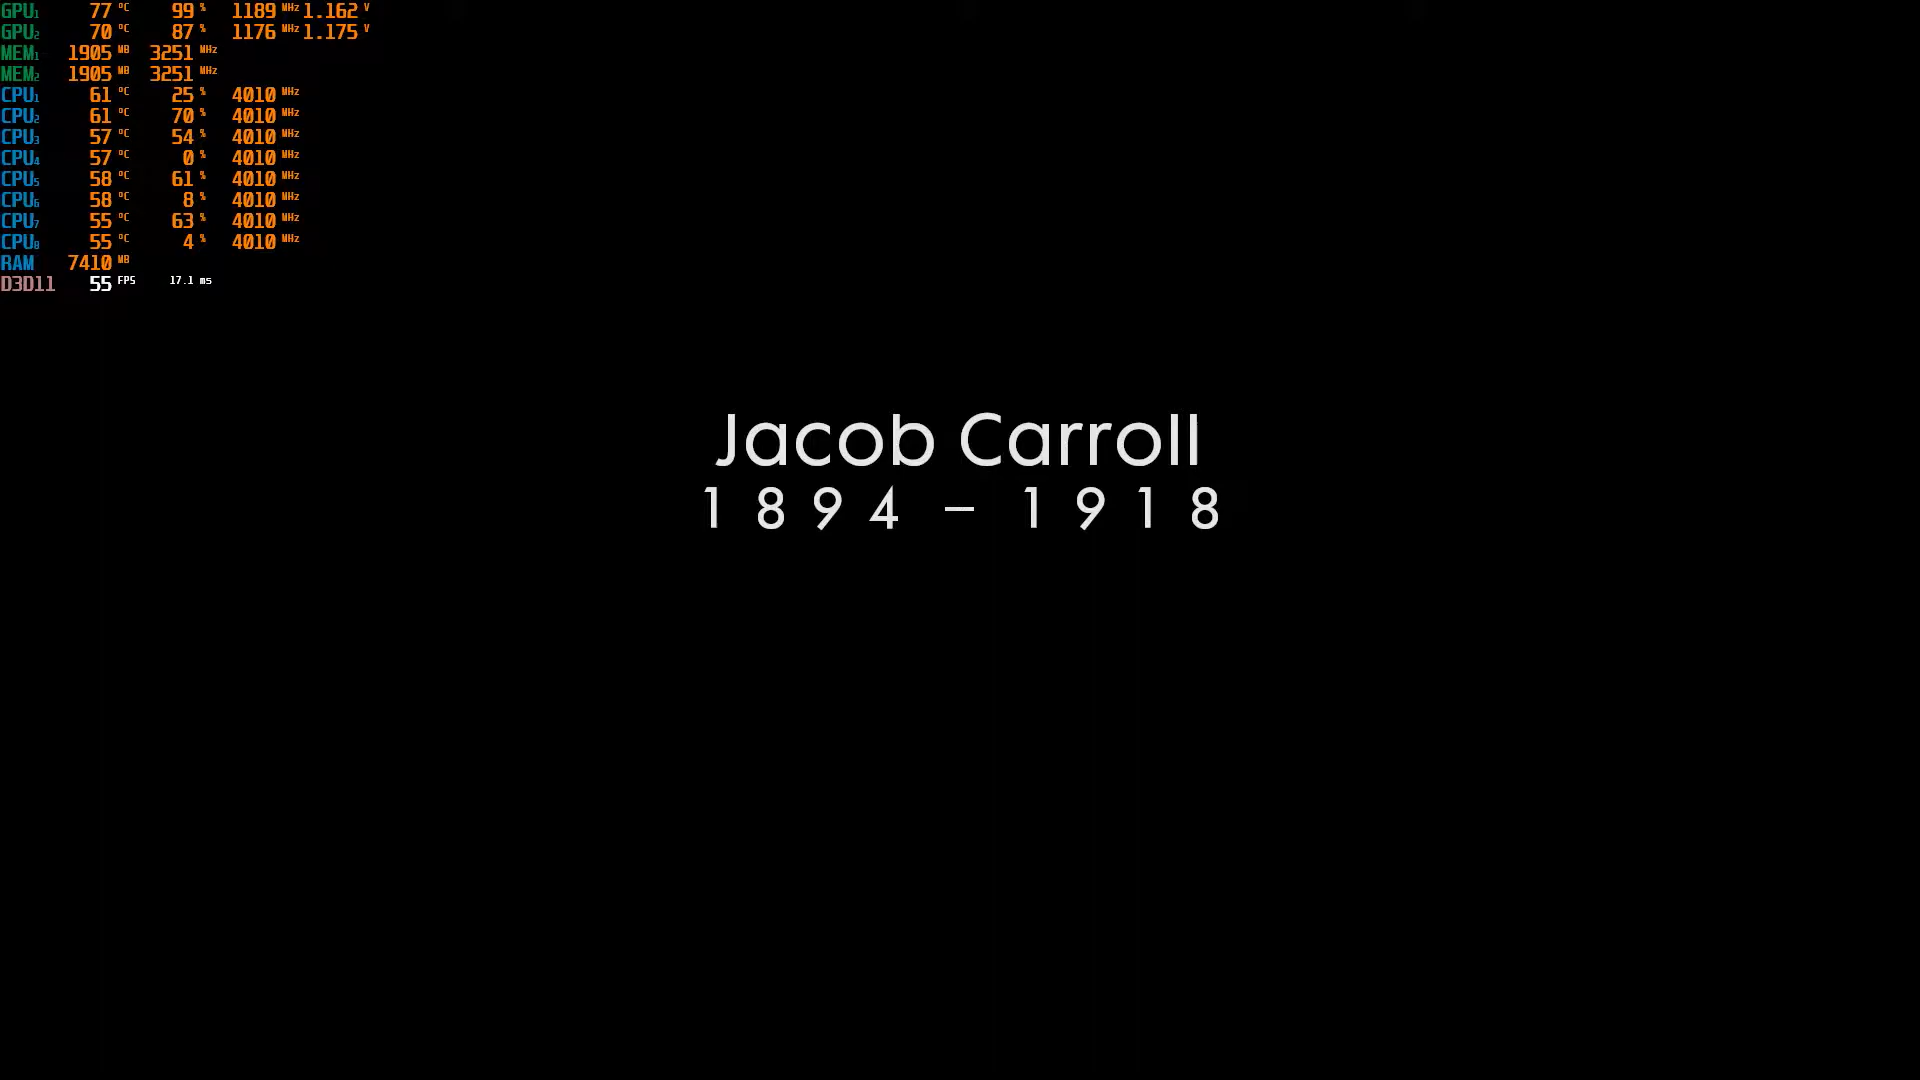 GPU1 77 °C 99 % 1189 MHz 1.162 V
GPU2 70 °C 87 % 1176 MHz 1.175 V
MEM1 1905 MB 3251 MHz
MEM2 1905 MB 3251 MHz
CPU1 61 °C 25 % 4010 MHz
CPU2 61 °C 70 % 4010 MHz
CPU3 57 °C 54 % 4010 MHz
CPU4 57 °C 0 % 4010 MHz
CPU5 58 °C 61 % 4010 MHz
CPU6 58 °C 8 % 4010 MHz
CPU7 55 °C 63 % 4010 MHz
CPU8 55 °C 4 % 4010 MHz
RAM 7410 MB
D3D11 55 FPS 17.1 ms
Jacob Carroll
1894 – 1918